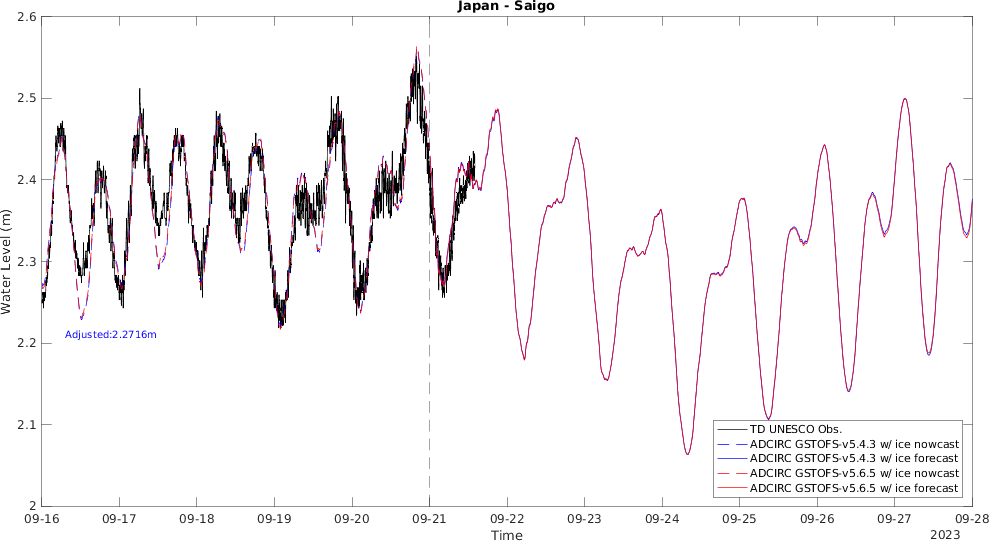 Japan - Saigo
2.6
2.5
2.4
2.3
2.2
2.1
2
Water Level (m)
Adjusted:2.2716m
TD UNESCO Obs.
ADCIRC GSTOFS-v5.4.3 w/ ice nowcast
ADCIRC GSTOFS-v5.4.3 w/ ice forecast
ADCIRC GSTOFS-v5.6.5 w/ ice nowcast
ADCIRC GSTOFS-v5.6.5 w/ ice forecast
09-16 09-17 09-18 09-19 09-20 09-21 09-22 09-23 09-24 09-25 09-26 09-27 09-28
Time
2023